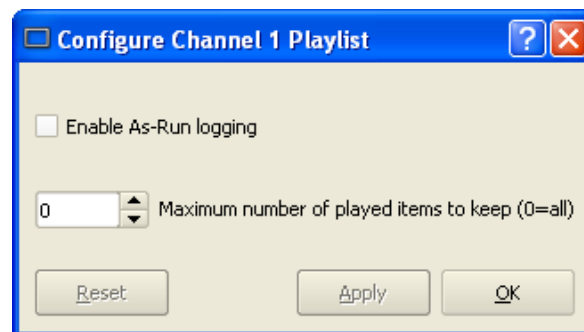 Configure Channel 1 Playlist ?
Enable As-Run logging
0 Maximum number of played items to keep (0=all)
Reset Apply OK